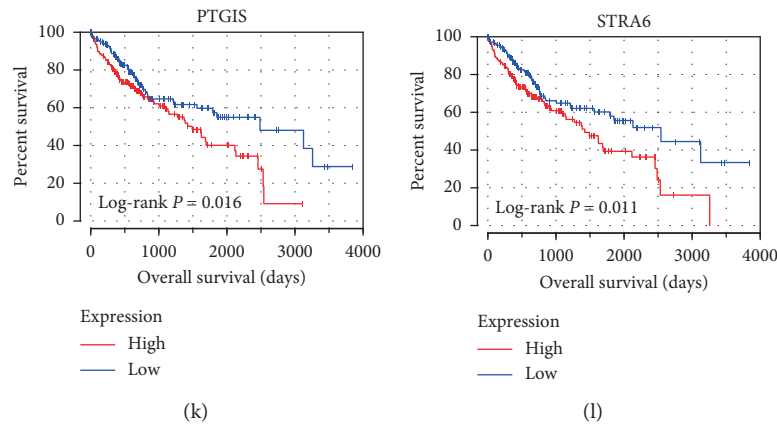 PTGIS
100
80
60
40
20
0
Percent survival
Log-rank P = 0.016
0 1000 2000 3000 4000
Overall survival (days)
Expression
High
Low
(k)
STRA6
100
80
60
40
20
0
Percent survival
Log-rank P = 0.011
0 1000 2000 3000 4000
Overall survival (days)
Expression
High
Low
(l)